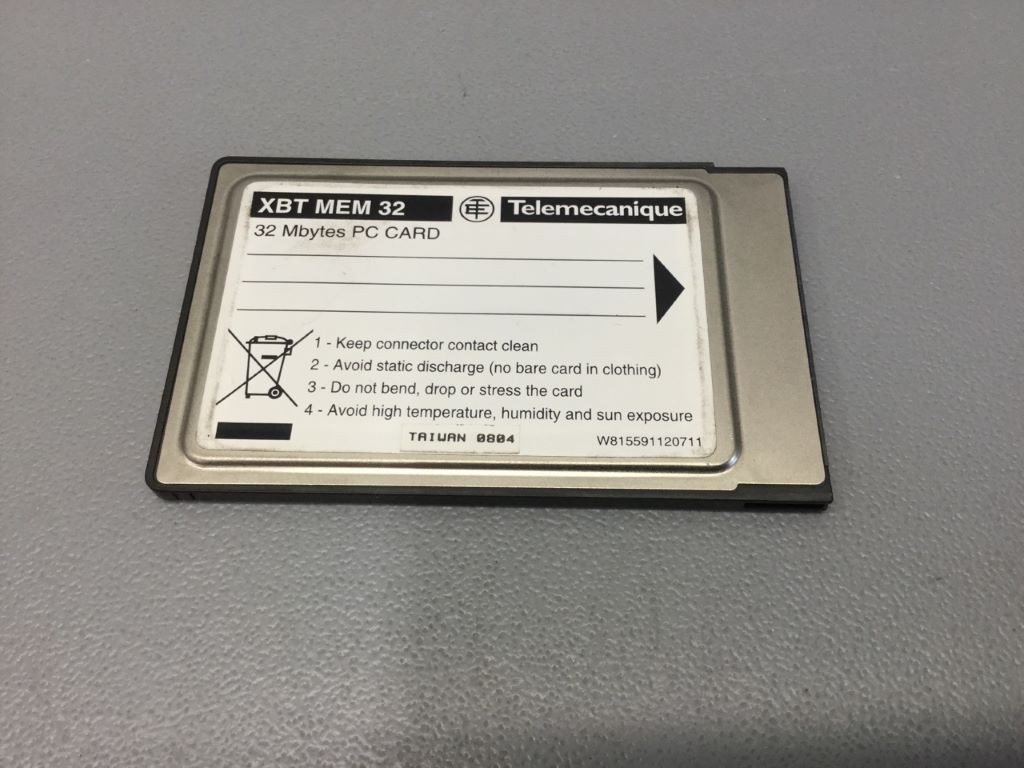 XBT MEM 32 TE Telemecanique
32 Mbytes PC CARD
1 - Keep connector contact clean
2 - Avoid static discharge (no bare card in clothing)
3 - Do not bend, drop or stress the card
4 - Avoid high temperature, humidity and sun exposure
TAIWAN 0804 W815591120711